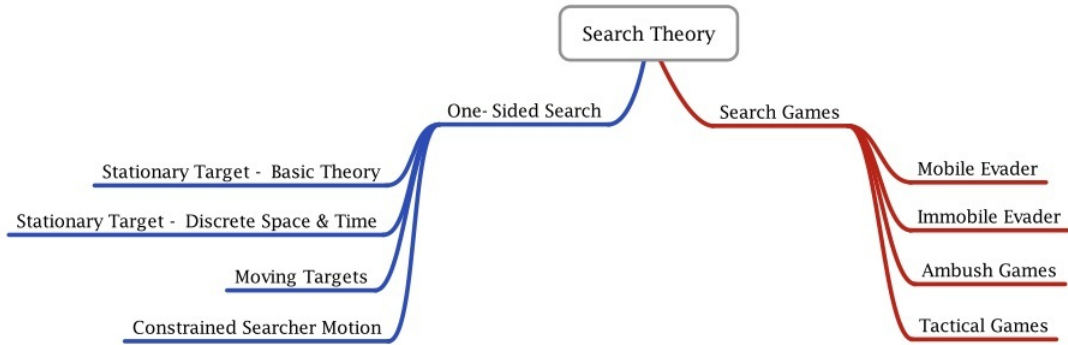 Search Theory
One- Sided Search
Search Games
Stationary Target -  Basic Theory
Stationary Target -  Discrete Space & Time
Moving Targets
Constrained Searcher Motion
Mobile Evader
Immobile Evader
Ambush Games
Tactical Games